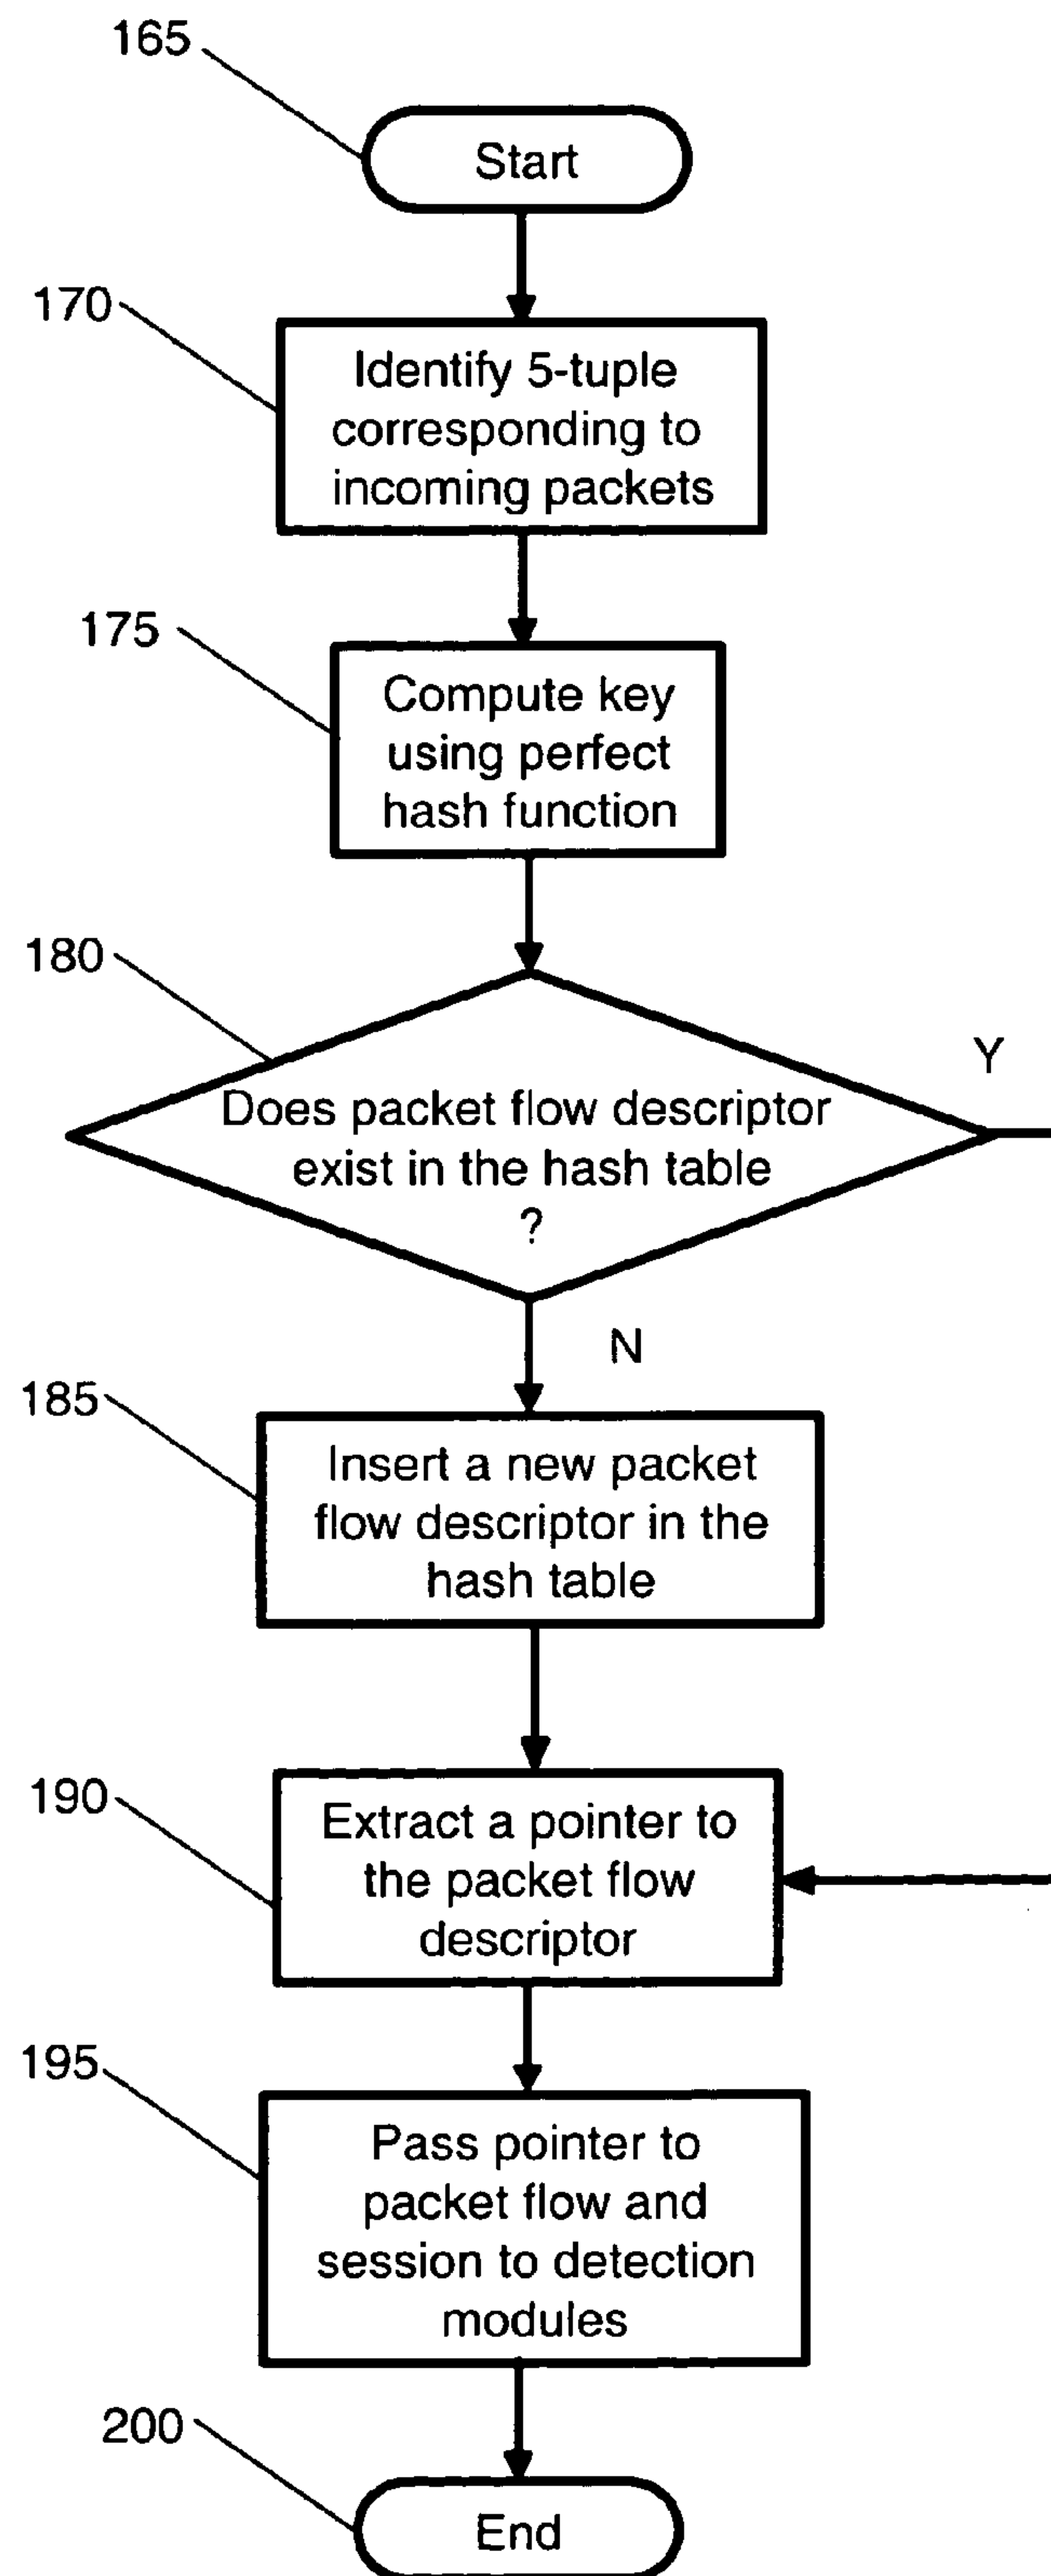 165
Start
170
Identify 5-tuple
corresponding to
incoming packets
175
Compute key
using perfect
hash function
180
Does packet flow descriptor
exist in the hash table
?
Y
N
185
Insert a new packet
flow descriptor in the
hash table
190
Extract a pointer to
the packet flow
descriptor
195
Pass pointer to
packet flow and
session to detection
modules
200
End